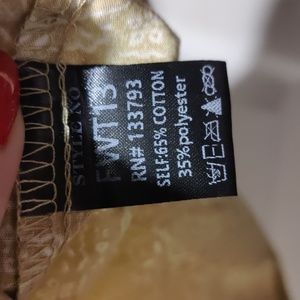 STYLE NO
FWT13
RN# 133793
SELF:65% COTTON
35%polyester